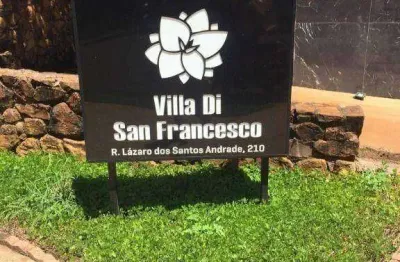 Villa Di
San Francesco
R. Lázaro dos Santos Andrade, 210